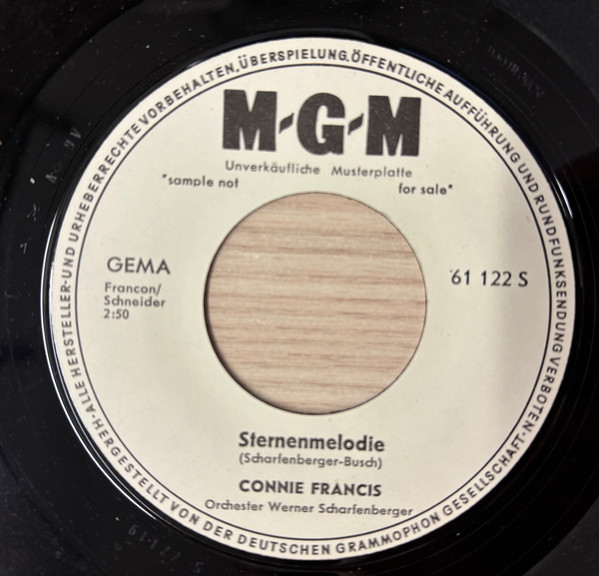 ·ALLE HERSTELLER-UND URHEBERRECHTE VORBEHALTEN,ÜBERSPIELUNG,ÖFFENTLICHE AUFFÜHRUNG UND RUNDFUNKSENDUNG VERBOTEN·
M-G-M
Unverkäufliche Musterplatte
"sample not for sale"
GEMA
Francon/
Schneider
2:50
61 122 S
Sternenmelodie
(Scharfenberger-Busch)
CONNIE FRANCIS
Orchester Werner Scharfenberger
HERGESTELLT VON DER DEUTSCHEN GRAMMOPHON GESELLSCHAFT·